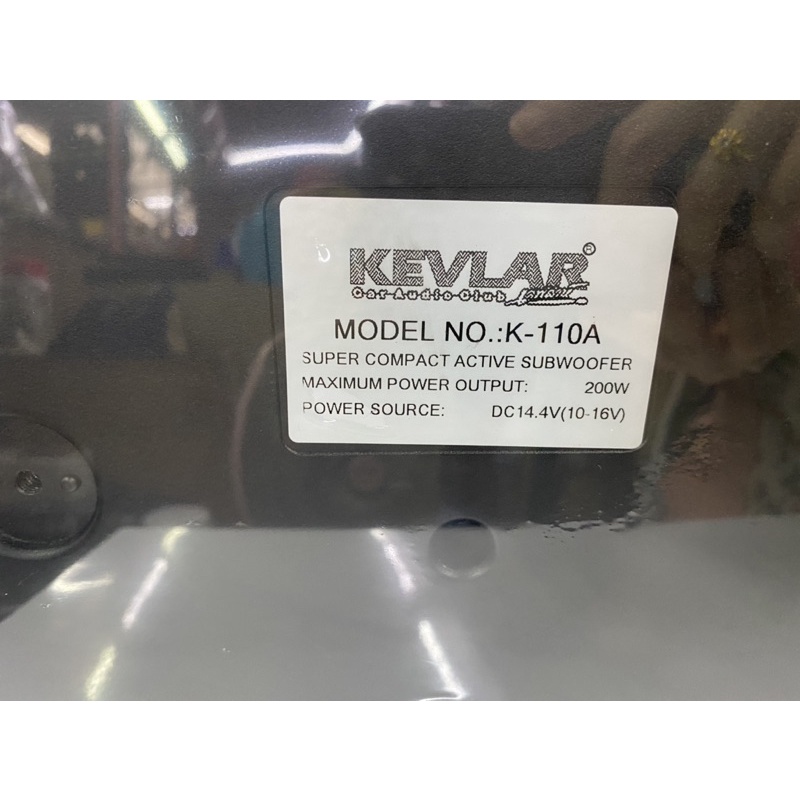 KEVLAR®
Car-Audio-Club
MODEL NO.:K-110A
SUPER COMPACT ACTIVE SUBWOOFER
MAXIMUM POWER OUTPUT: 200W
POWER SOURCE: DC14.4V(10-16V)